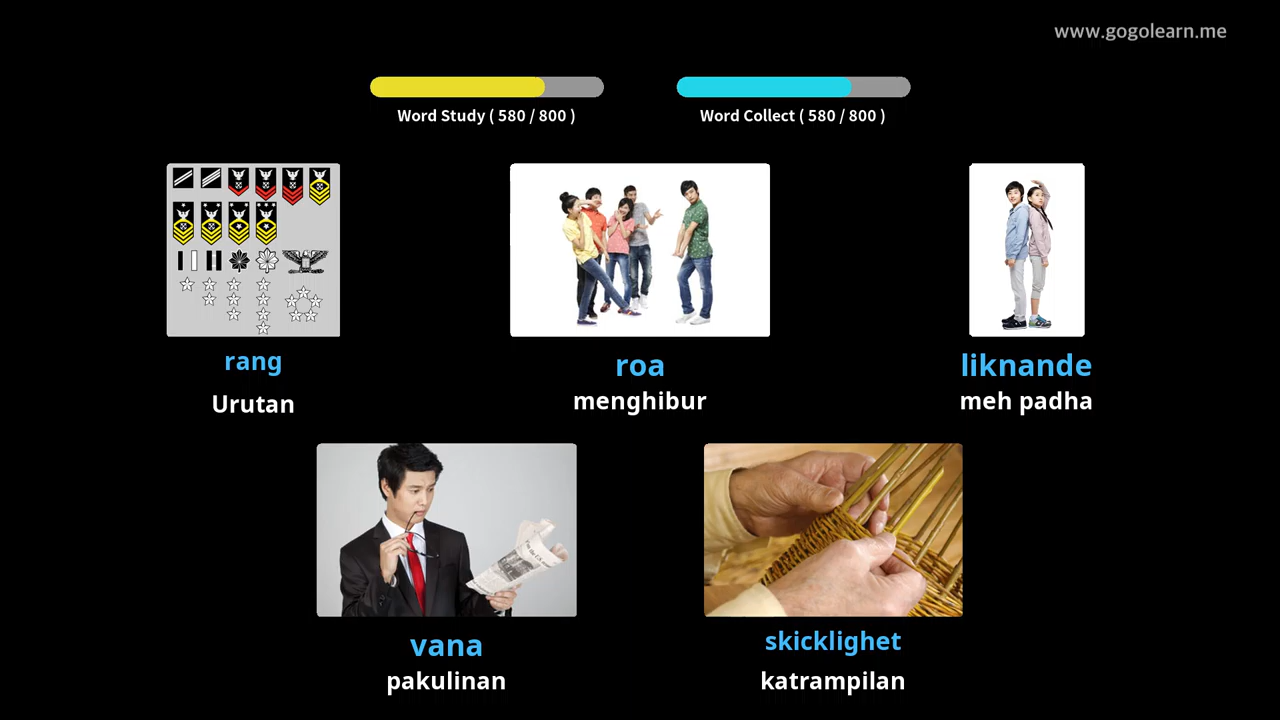 www.gogolearn.me
Word Study ( 580 / 800 )
Word Collect ( 580 / 800 )
rang
Urutan
roa
menghibur
liknande
meh padha
vana
pakulinan
skicklighet
katrampilan